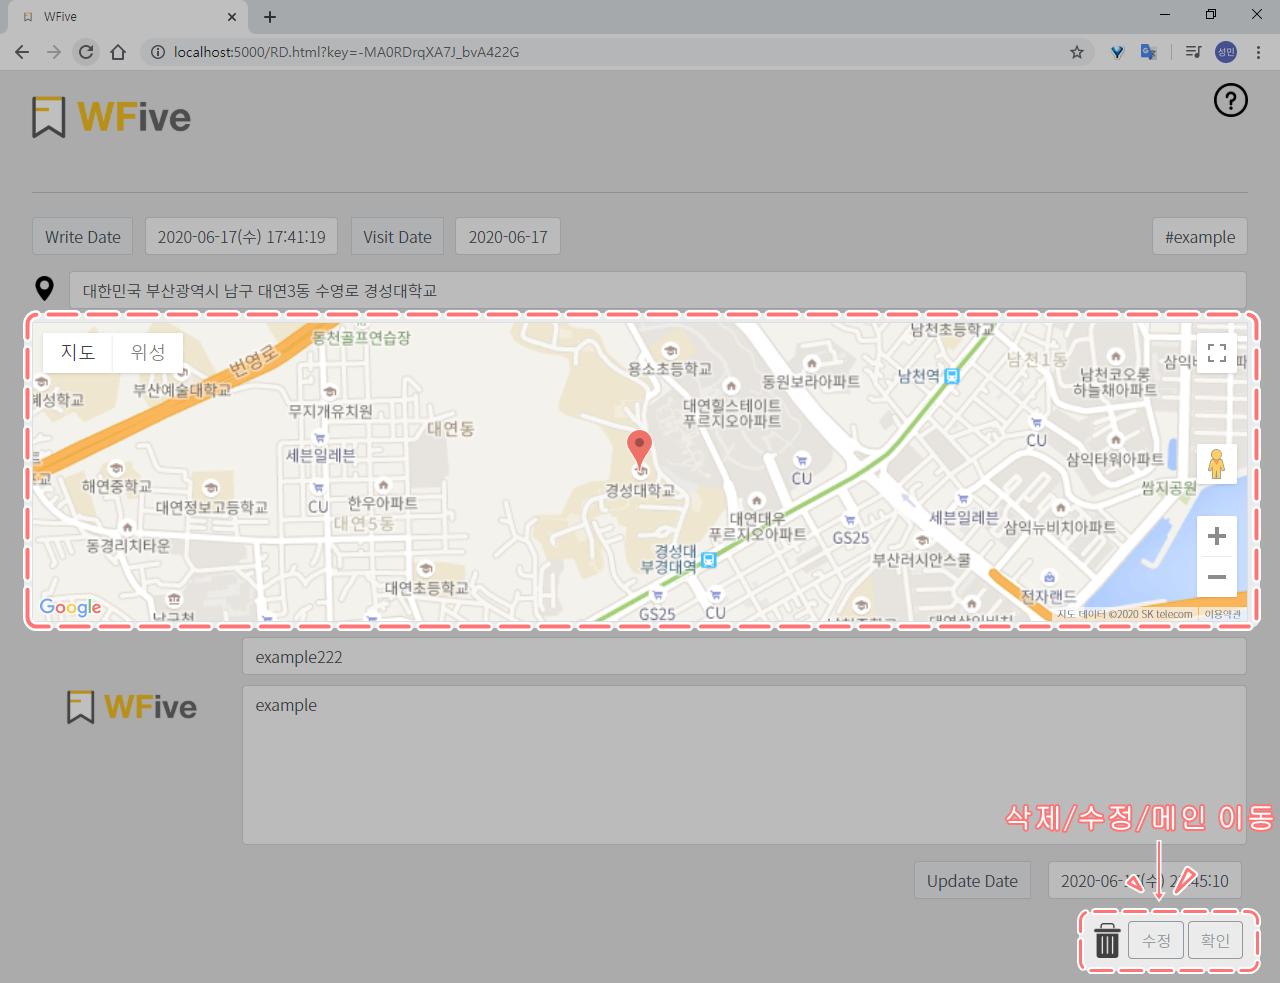 WFive
localhost:5000/RD.html?key=-MA0RDrqXA7J_bvA422G
성민
WFive
?
Write Date
2020-06-17(수) 17:41:19
Visit Date
2020-06-17
#example
대한민국 부산광역시 남구 대연3동 수영로 경성대학교
지도
위성
번영로
동천골프연습장
부산예술대학교
예성학교
무지개유치원
대연동
세븐일레븐
해연중학교
대연정보고등학교
CU
한우아파트
대연5동
동경리치타운
대연초등학교
남구청
용소초등학교
대연힐스테이트
푸르지오아파트
동원보라아파트
경성대학교
CU
대연대우
푸르지오아파트
GS25
경성대
부경대역
GS25
CU
남천초등학교
남천1동
남천역
남천코오롱
하늘채아파트
CU
삼익타워아파트
쌈지공원
세븐일레븐
삼익뉴비치아파트
부산러시안스쿨
전자랜드
Google
지도 데이터 ©2020 SK telecom
이용약관
example222
WFive
example
삭제/수정/메인 이동
Update Date
수정
확인